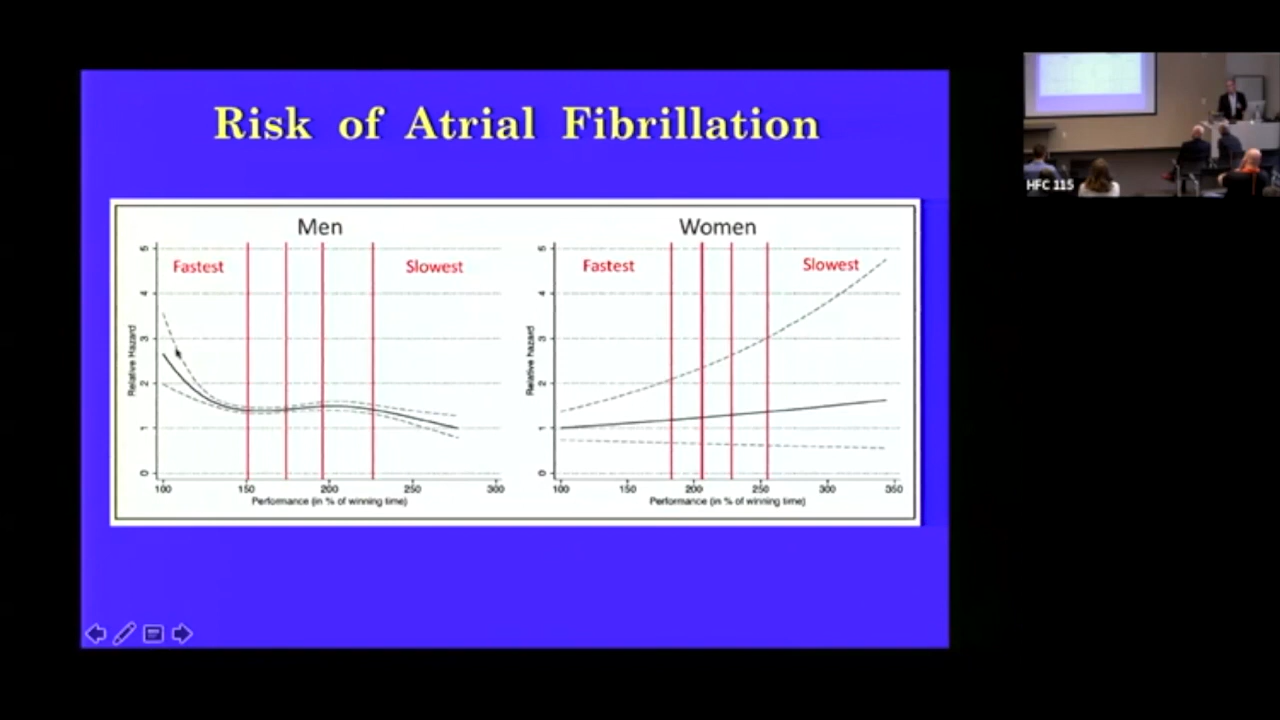 Risk of Atrial Fibrillation
Men
Fastest
Slowest
Relative Hazard
5
4
3
2
1
0
100
150
200
250
300
Performance (in % of winning time)
Women
Fastest
Slowest
Relative hazard
5
4
3
2
1
0
100
150
200
250
300
350
Performance (in % of winning time)
HFC 115